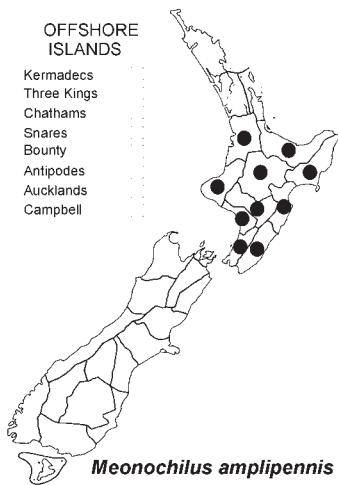 OFFSHORE
ISLANDS
Kermadecs
Three Kings
Chathams
Snares
Bounty
Antipodes
Aucklands
Campbell
Meonochilus amplipennis